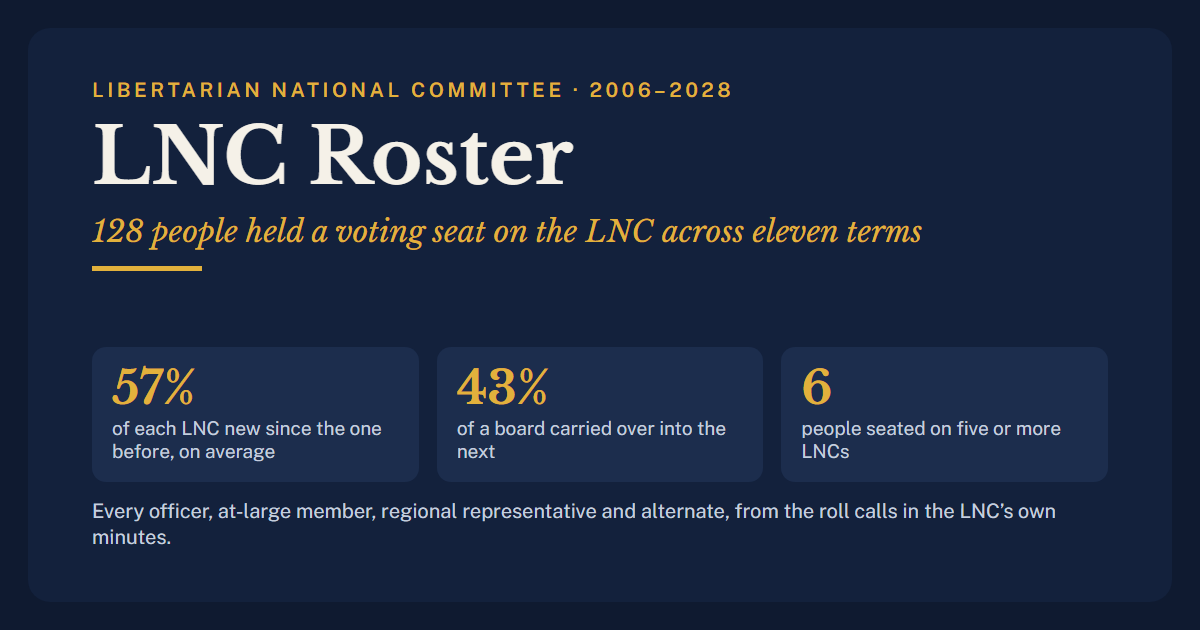 LIBERTARIAN NATIONAL COMMITTEE · 2006–2028
LNC Roster
128 people held a voting seat on the LNC across eleven terms
57%
of each LNC new since the one
before, on average
43%
of a board carried over into the
next
6
people seated on five or more
LNCs
Every officer, at-large member, regional representative and alternate, from the roll calls in the LNC’s own
minutes.